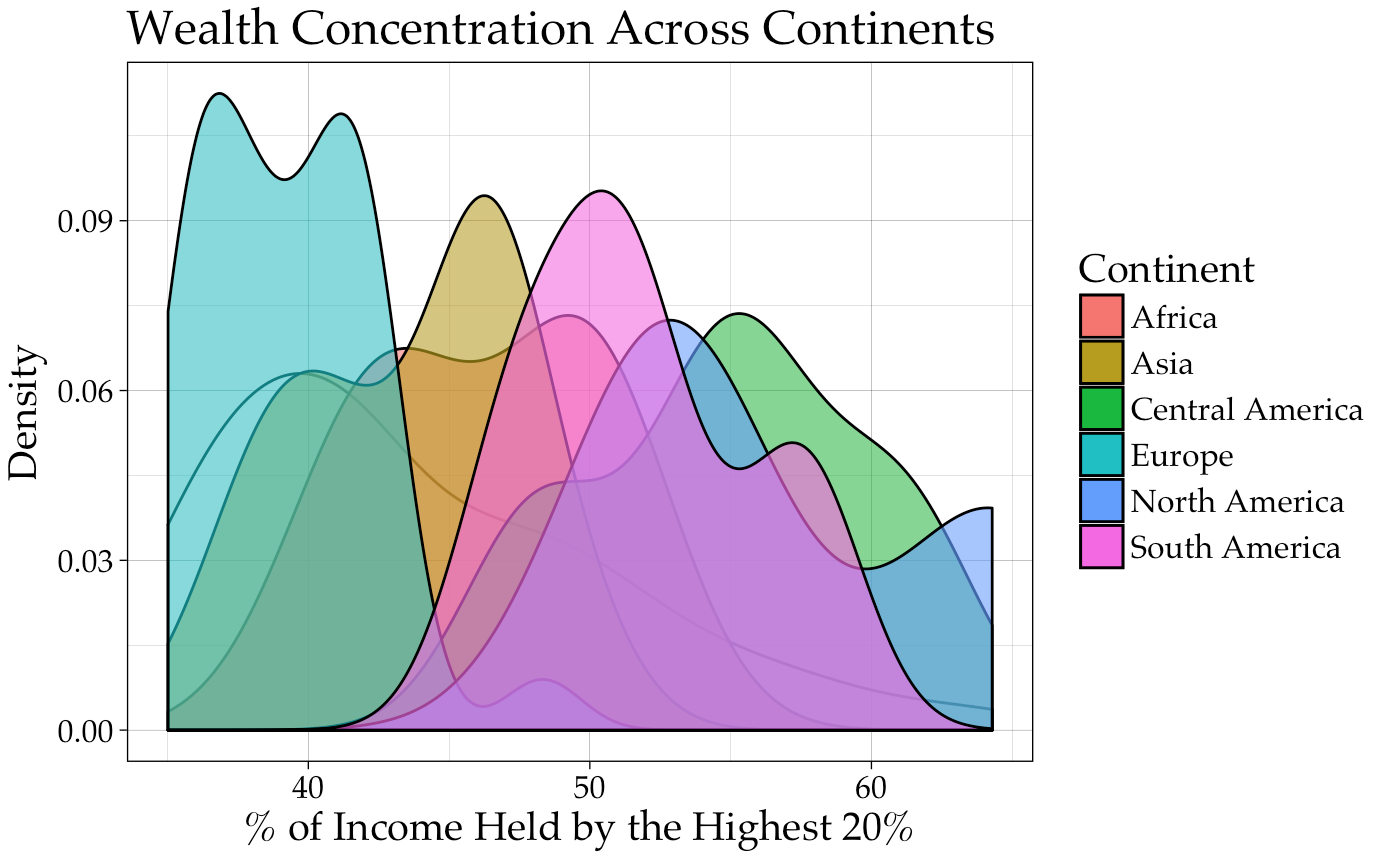 Wealth Concentration Across Continents
Density
0.09
0.06
0.03
0.00
40 50 60
% of Income Held by the Highest 20%
Continent
Africa
Asia
Central America
Europe
North America
South America